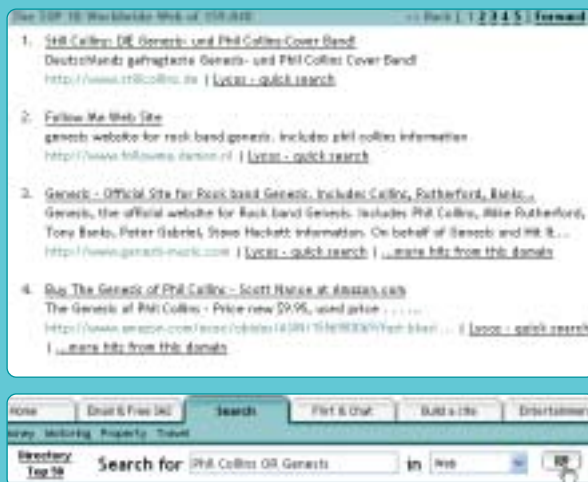 the TOP 10 Worldwide Web of
<< Back | 1 2 3 4 5 | forward
1. Still Collins: DIE Genesis- und Phil Collins Cover Band!
Deutschlands gefragteste Genesis- und Phil Collins Cover Band!
http://www.stillcollins.de | Lycos - quick search
2. Follow Me Web Site
genesis website for rock band genesis. includes phil collins information
http://www.followme.demon.nl | Lycos - quick search
3. Genesis - Official Site for Rock band Genesis. Includes Collins, Rutherford, Banks...
Genesis, the official website for Rock band Genesis. Includes Phil Collins, Mike Rutherford,
Tony Banks, Peter Gabriel, Steve Hackett information. On behalf of Genesis and Hit &...
http://www.genesis-music.com | Lycos - quick search | ...more hits from this domain
4. Buy The Genesis of Phil Collins - Scott Nance at Amazon.com
The Genesis of Phil Collins - Price new $9.95, used price ......
http://www.amazon.com/exec/obidos/ | Lycos - quick search
| ...more hits from this domain
Home Email & Free Search Flirt & Chat Build a site Entertainment
Money Motoring Property Travel
Directory
Top 50
Search for Phil Collins OR Genesis in Web